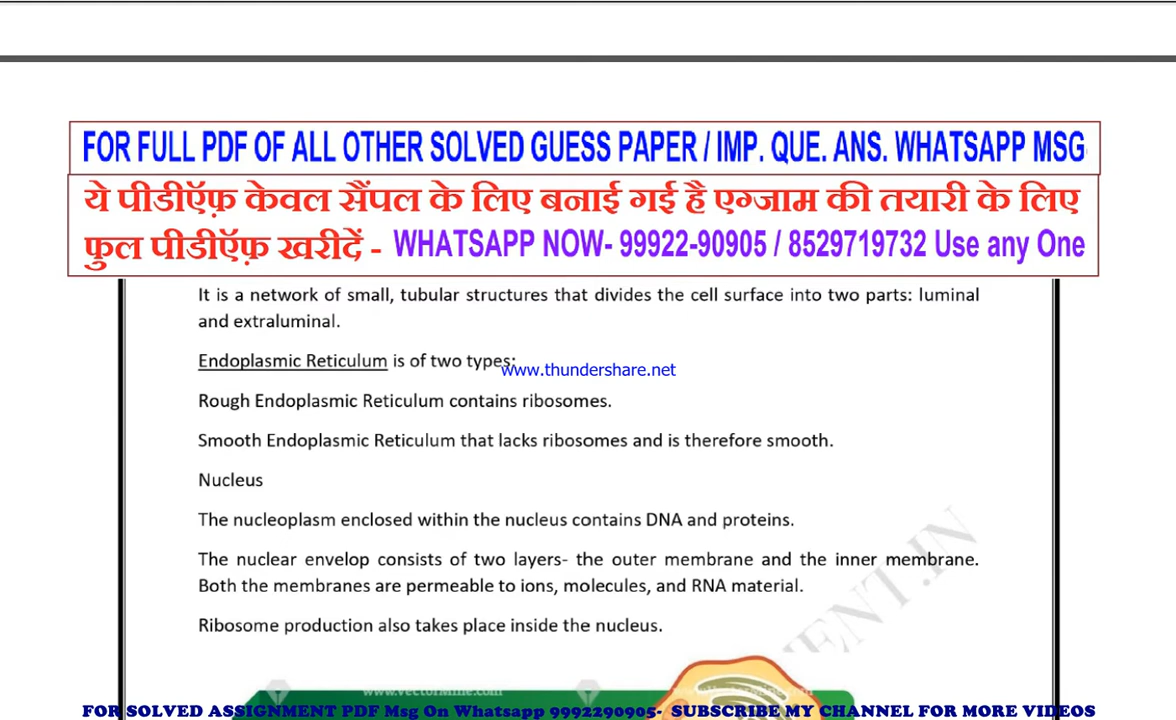 FOR FULL PDF OF ALL OTHER SOLVED GUESS PAPER / IMP. QUE. ANS. WHATSAPP MSG
ये पीडीऍफ़ केवल सैंपल के लिए बनाई गई है एग्जाम की तयारी के लिए
फुल पीडीऍफ़ खरीदें - WHATSAPP NOW- 99922-90905 / 8529719732 Use any One
It is a network of small, tubular structures that divides the cell surface into two parts: luminal
and extraluminal.
Endoplasmic Reticulum is of two types:
www.thundershare.net
Rough Endoplasmic Reticulum contains ribosomes.
Smooth Endoplasmic Reticulum that lacks ribosomes and is therefore smooth.
Nucleus
The nucleoplasm enclosed within the nucleus contains DNA and proteins.
The nuclear envelop consists of two layers- the outer membrane and the inner membrane.
Both the membranes are permeable to ions, molecules, and RNA material.
Ribosome production also takes place inside the nucleus.
www.vectormine.com
www.vectormine.com
FOR SOLVED ASSIGNMENT PDF Msg On Whatsapp 9992290905- SUBSCRIBE MY CHANNEL FOR MORE VIDEOS